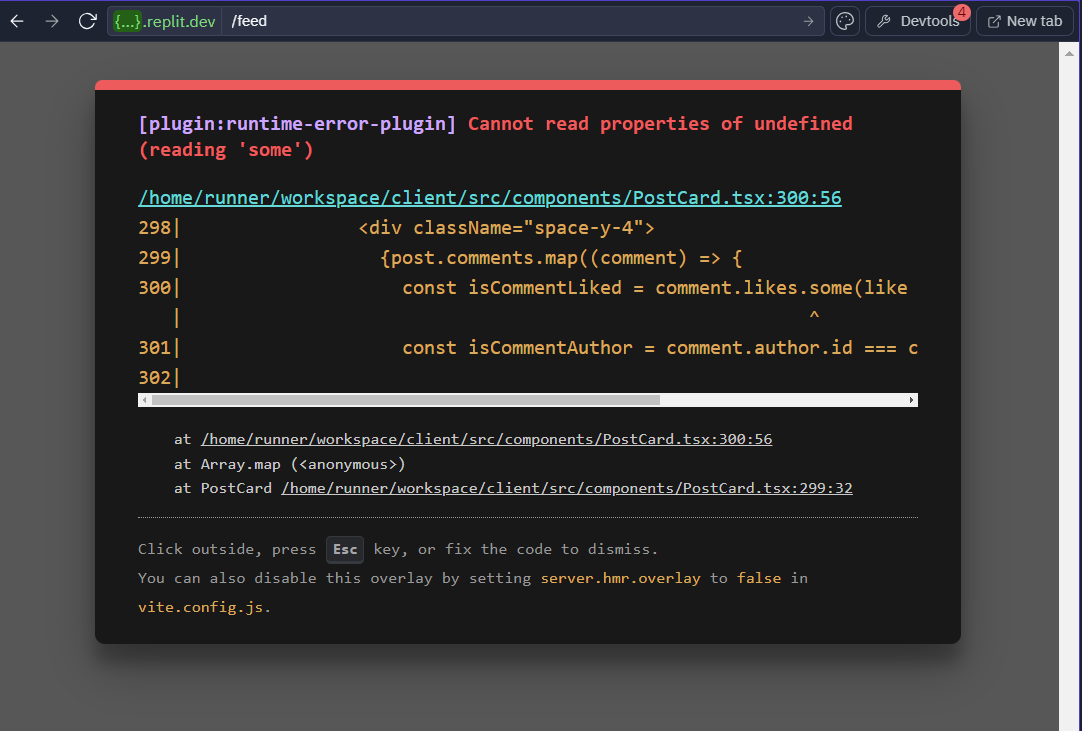 {...}.replit.dev /feed Devtools 4 New tab
[plugin:runtime-error-plugin] Cannot read properties of undefined
(reading 'some')
/home/runner/workspace/client/src/components/PostCard.tsx:300:56
298|                <div className="space-y-4">
299|                  {post.comments.map((comment) => {
300|                    const isCommentLiked = comment.likes.some(like
   |                                                         ^
301|                    const isCommentAuthor = comment.author.id === c
302|
at /home/runner/workspace/client/src/components/PostCard.tsx:300:56
at Array.map (<anonymous>)
at PostCard /home/runner/workspace/client/src/components/PostCard.tsx:299:32
Click outside, press Esc key, or fix the code to dismiss.
You can also disable this overlay by setting server.hmr.overlay to false in
vite.config.js.